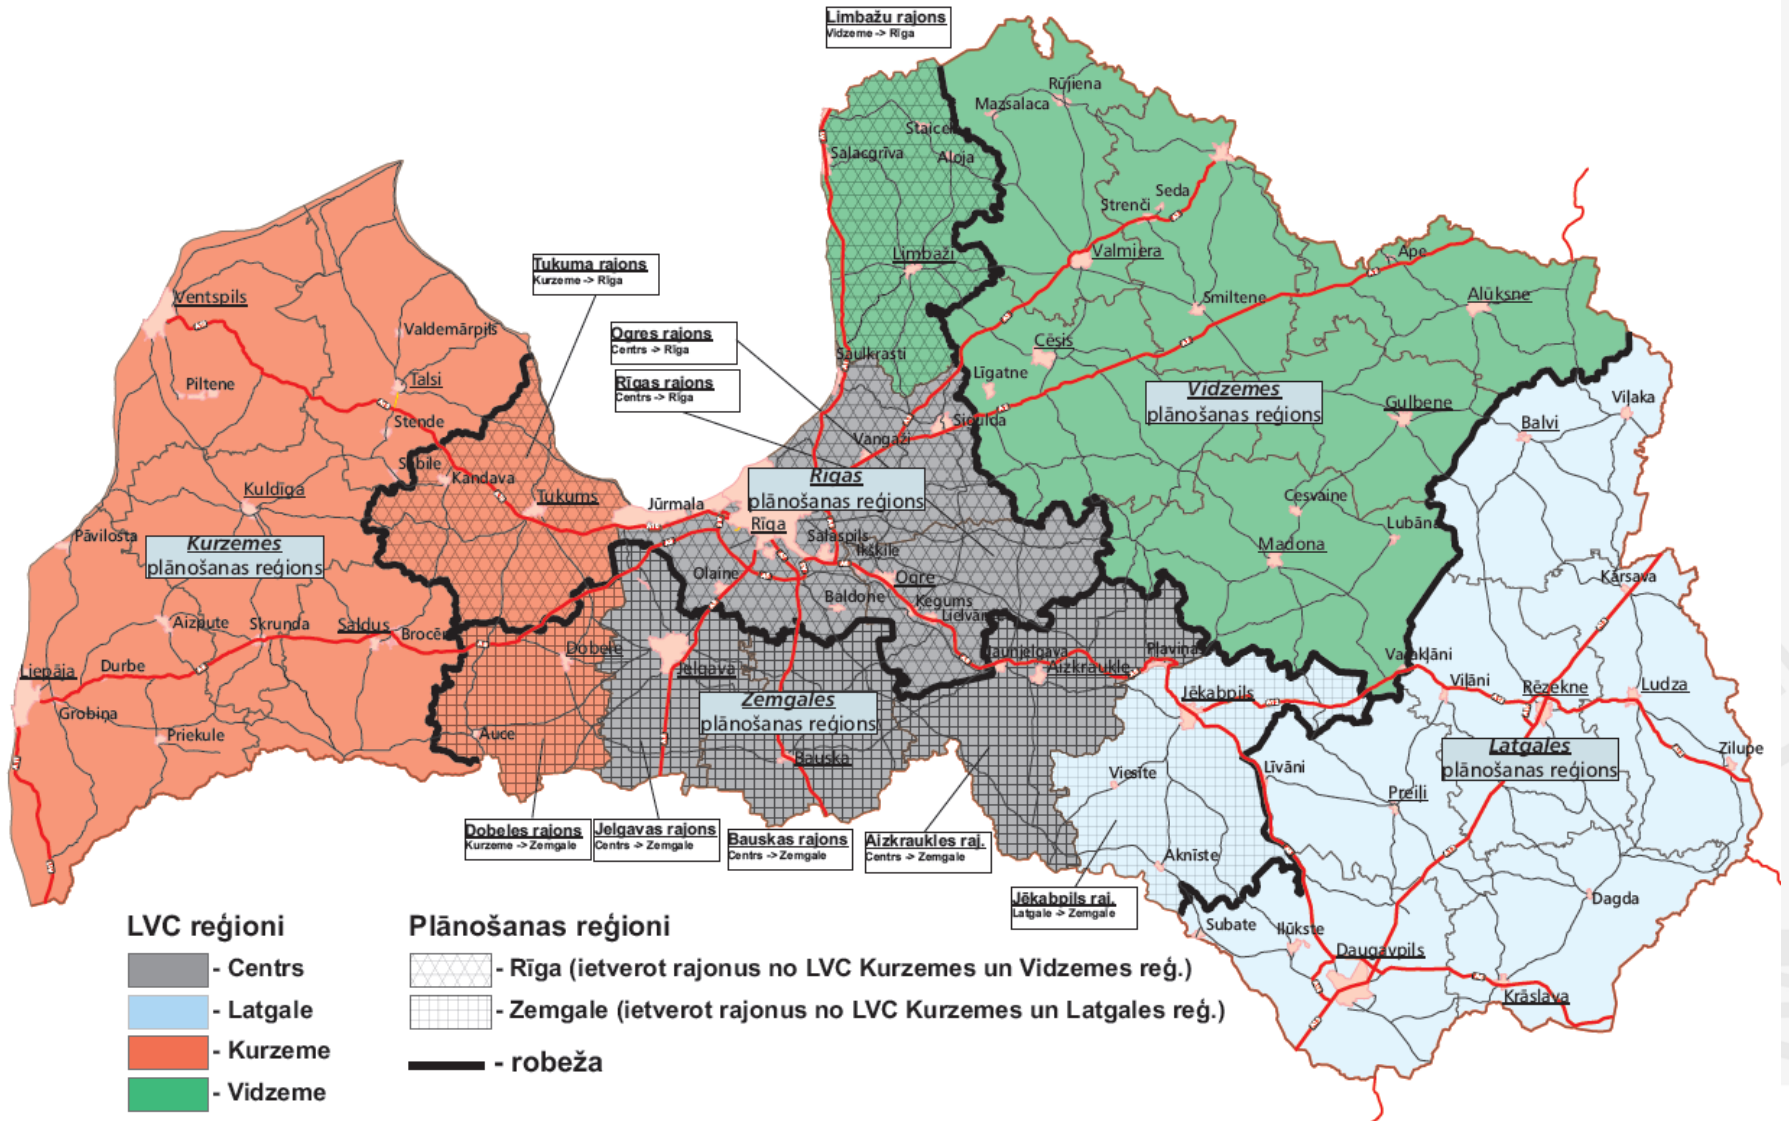 Limbažu rajons
Vidzeme -> Rīga
Rūjiena
Mazsalaca
Staicele
Salacgrīva
Aloja
Seda
Strenči
Valmiera
Limbaži
Ape
Tukuma rajons
Kurzeme -> Rīga
Ventspils
Valdemārpils
Smiltene
Alūksne
Ogres rajons
Centrs -> Rīga
Saulkrasti
Cēsis
Rīgas rajons
Centrs -> Rīga
Līgatne
Piltene
Talsi
Vidzemes
plānošanas reģions
Gulbene
Viļaka
Balvi
Stende
Sigulda
Vangaži
Sabile
Kandava
Rīgas
plānošanas reģions
Kuldīga
Tukums
Jūrmala
Rīga
Cesvaine
Lubāna
Pāvilosta
Kurzemes
plānošanas reģions
Salaspils
Ikšķile
Madona
Olaine
Ogre
Kārsava
Baldone
Ķegums
Lielvārde
Aizpute
Skrunda
Saldus
Brocēni
Dobele
Jelgava
Jaunjelgava
Aizkraukle
Pļaviņas
Varakļāni
Liepāja
Durbe
Grobiņa
Viļāni
Rēzekne
Ludza
Jēkabpils
Zemgales
plānošanas reģions
Priekule
Auce
Bauska
Latgales
plānošanas reģions
Zilupe
Viesīte
Līvāni
Preiļi
Dobeles rajons
Kurzeme -> Zemgale
Jelgavas rajons
Centrs -> Zemgale
Bauskas rajons
Centrs -> Zemgale
Aizkraukles raj.
Centrs -> Zemgale
Aknīste
Jēkabpils raj.
Latgale -> Zemgale
Dagda
Subate
Ilūkste
Daugavpils
Krāslava
LVC reģioni
- Centrs
- Latgale
- Kurzeme
- Vidzeme
Plānošanas reģioni
- Rīga (ietverot rajonus no LVC Kurzemes un Vidzemes reģ.)
- Zemgale (ietverot rajonus no LVC Kurzemes un Latgales reģ.)
- robeža